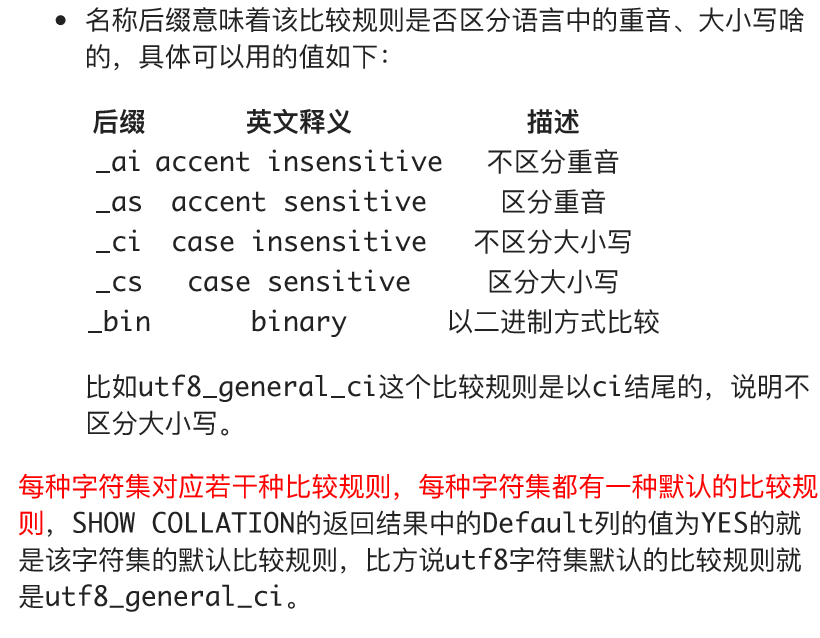 • 名称后缀意味着该比较规则是否区分语言中的重音、大小写啥
的，具体可以用的值如下：
后缀 英文释义 描述
_ai accent insensitive 不区分重音
_as accent sensitive 区分重音
_ci case insensitive 不区分大小写
_cs case sensitive 区分大小写
_bin binary 以二进制方式比较
比如utf8_general_ci这个比较规则是以ci结尾的，说明不
区分大小写。
每种字符集对应若干种比较规则，每种字符集都有一种默认的比较规
则，SHOW COLLATION的返回结果中的Default列的值为YES的就
是该字符集的默认比较规则，比方说utf8字符集默认的比较规则就
是utf8_general_ci。